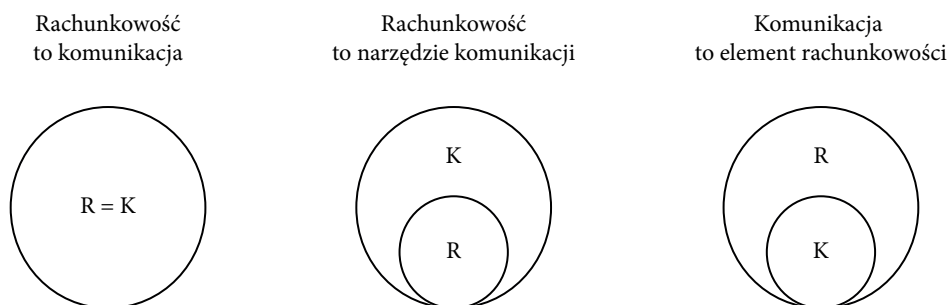 Rachunkowość
to komunikacja
Rachunkowość
to narzędzie komunikacji
Komunikacja
to element rachunkowości
R = K
K
R
R
K